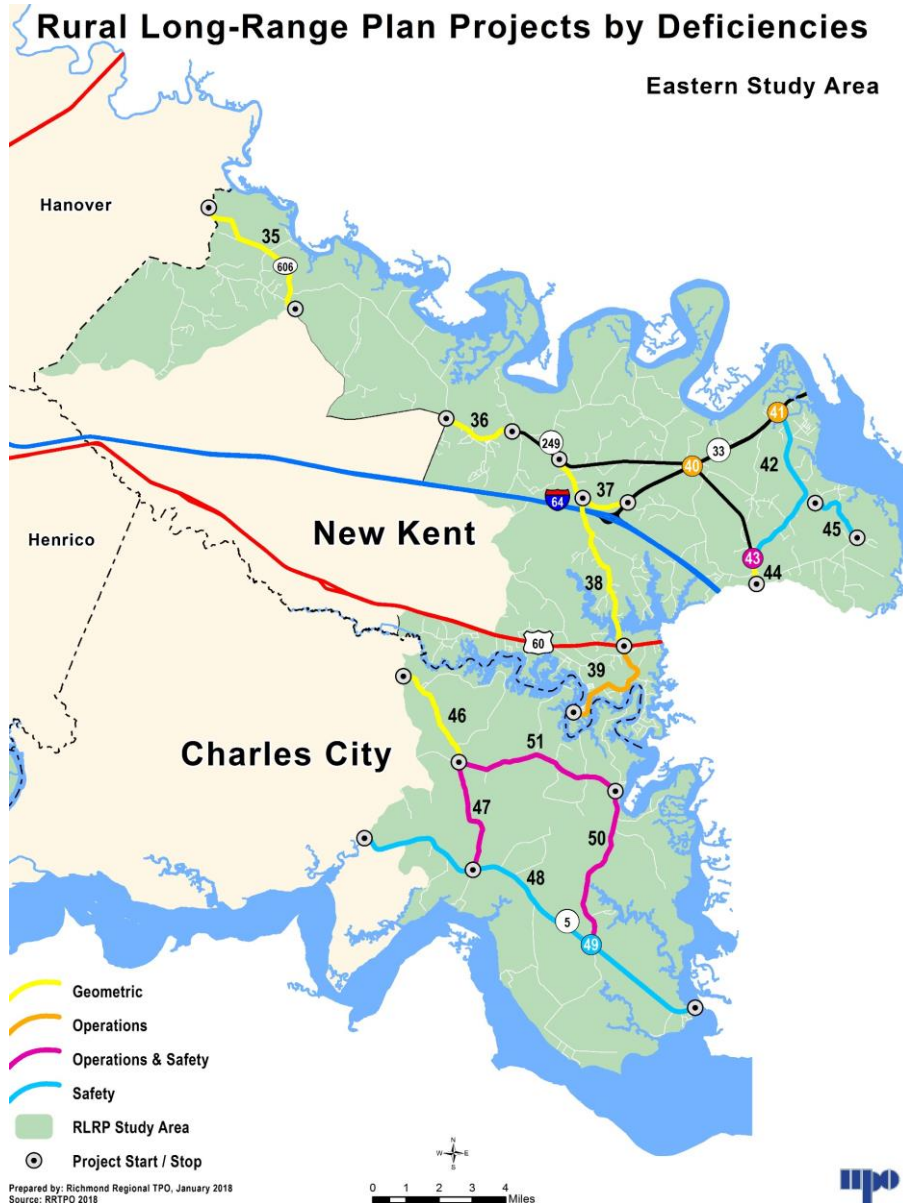 Rural Long-Range Plan Projects by Deficiencies
Eastern Study Area
Hanover
35
606
36
249
41
33
40
42
37
64
45
New Kent
Henrico
43
44
38
60
39
46
51
Charles City
47
50
48
5
49
Geometric
Operations
Operations & Safety
Safety
RLRP Study Area
Project Start / Stop
N
W E
S
Prepared by: Richmond Regional TPO, January 2018
Source: RRTPO 2018
0 1 2 3 4
Miles
mpo